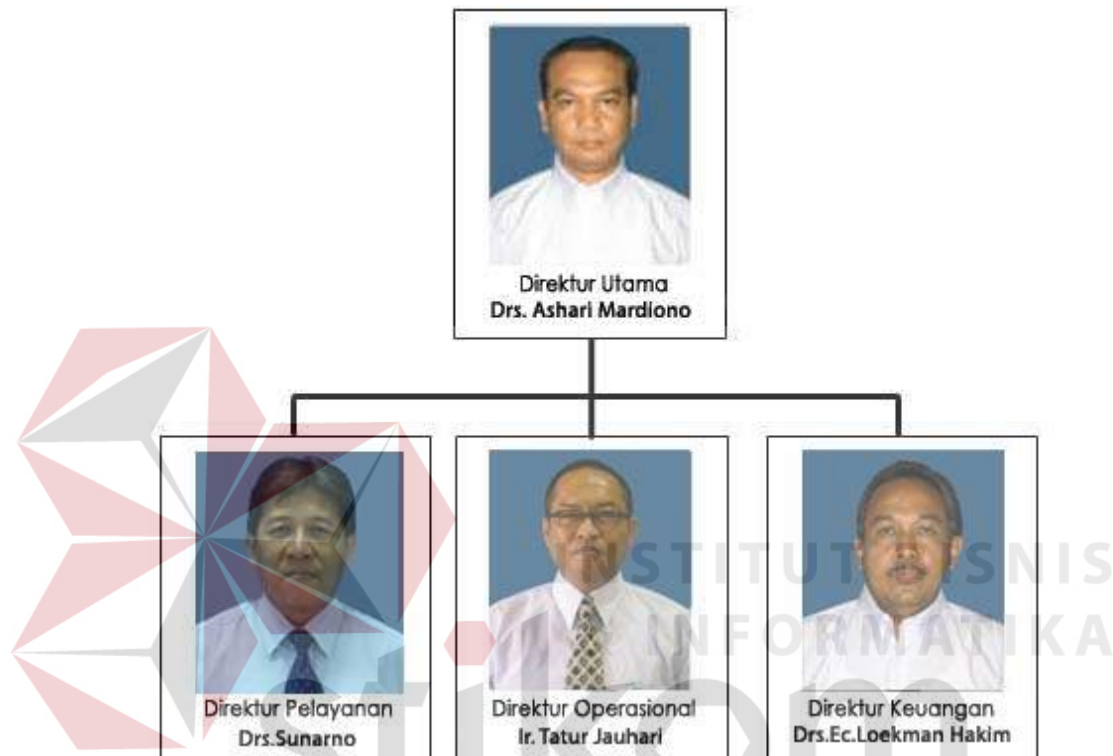 Direktur Utama
Drs. Ashari Mardiono
Direktur Pelayanan
Drs.Sunarno
Direktur Operasional
Ir. Tatur Jauhari
Direktur Keuangan
Drs.Ec.Loekman Hakim
INSTITUT BISNIS
INFORMATIKA
stikom